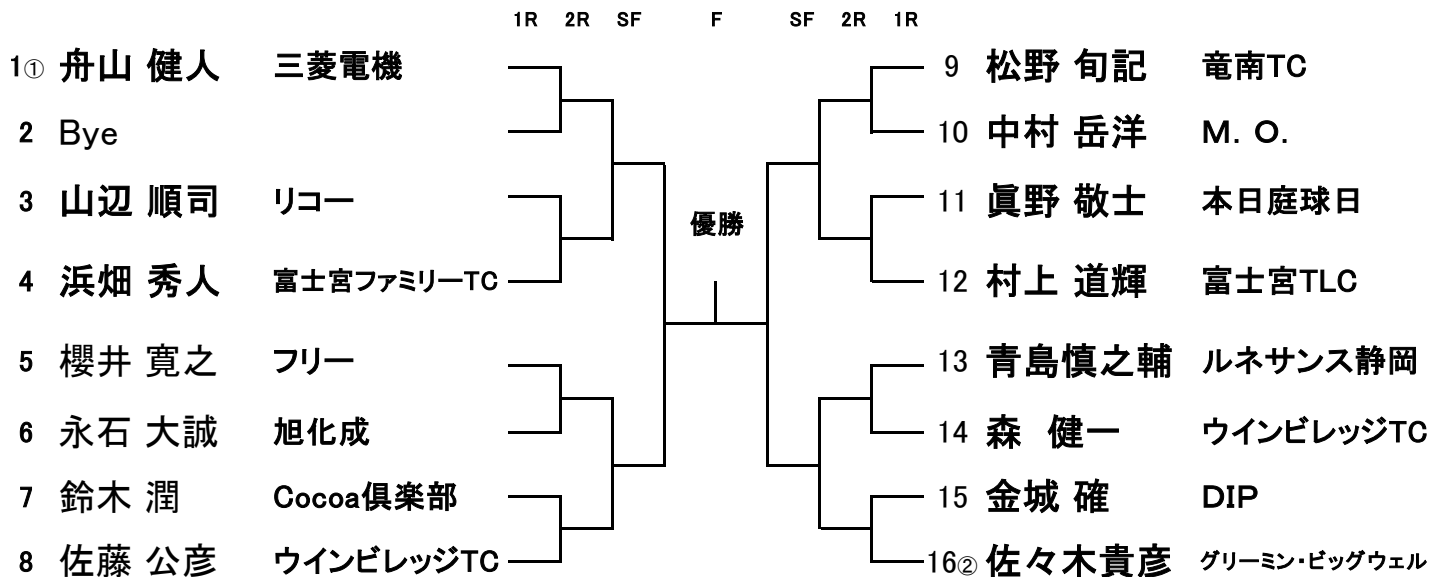 1R 2R SF F SF 2R 1R
1① 舟山 健人 三菱電機
2 Bye
3 山辺 順司 リコー
4 浜畑 秀人 富士宮ファミリーTC
5 櫻井 寛之 フリー
6 永石 大誠 旭化成
7 鈴木 潤 Cocoa倶楽部
8 佐藤 公彦 ウインビレッジTC
優勝
9 松野 旬記 竜南TC
10 中村 岳洋 M. O.
11 眞野 敬士 本日庭球日
12 村上 道輝 富士宮TLC
13 青島慎之輔 ルネサンス静岡
14 森 健一 ウインビレッジTC
15 金城 確 DIP
16② 佐々木貴彦 グリーミン・ビッグウェル